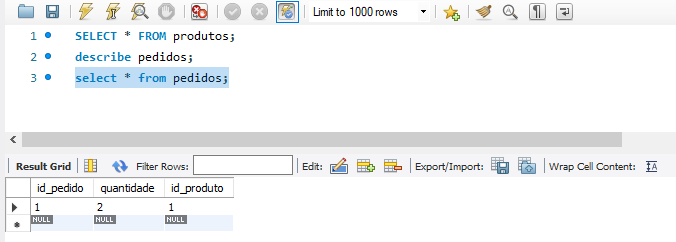 Limit to 1000 rows
1 SELECT * FROM produtos;
2 describe pedidos;
3 select * from pedidos;
Result Grid Filter Rows: Edit: Export/Import: Wrap Cell Content: IA
id_pedido quantidade id_produto
1 2 1
NULL NULL NULL